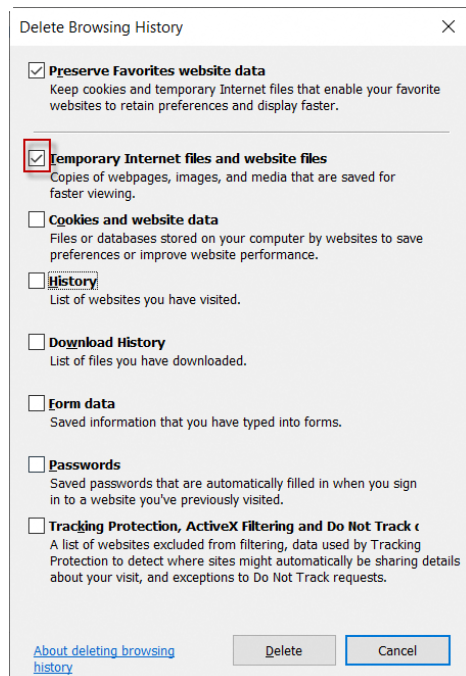 Delete Browsing History
Preserve Favorites website data
Keep cookies and temporary Internet files that enable your favorite
websites to retain preferences and display faster.
Temporary Internet files and website files
Copies of webpages, images, and media that are saved for
faster viewing.
Cookies and website data
Files or databases stored on your computer by websites to save
preferences or improve website performance.
History
List of websites you have visited.
Download History
List of files you have downloaded.
Form data
Saved information that you have typed into forms.
Passwords
Saved passwords that are automatically filled in when you sign
in to a website you've previously visited.
Tracking Protection, ActiveX Filtering and Do Not Track
A list of websites excluded from filtering, data used by Tracking
Protection to detect where sites might automatically be sharing details
about your visit, and exceptions to Do Not Track requests.
About deleting browsing
history
Delete
Cancel